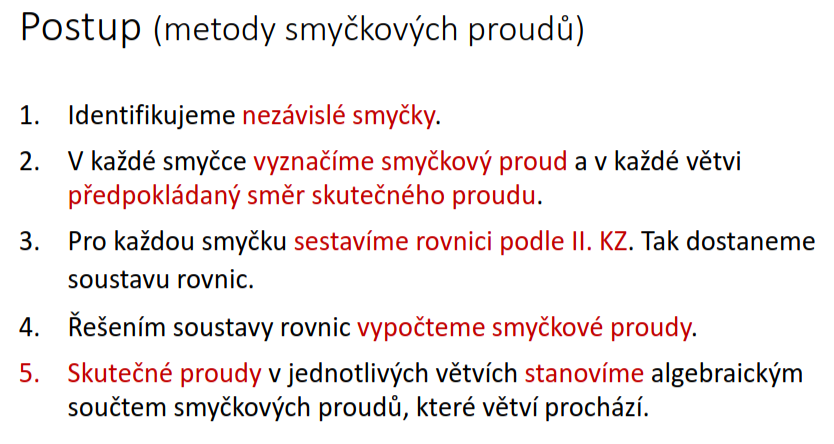 Postup (metody smyčkových proudů)
1. Identifikujeme nezávislé smyčky.
2. V každé smyčce vyznačíme smyčkový proud a v každé větvi
předpokládaný směr skutečného proudu.
3. Pro každou smyčku sestavíme rovnici podle II. KZ. Tak dostaneme
soustavu rovnic.
4. Řešením soustavy rovnic vypočteme smyčkové proudy.
5. Skutečné proudy v jednotlivých větvích stanovíme algebraickým
součtem smyčkových proudů, které větví prochází.